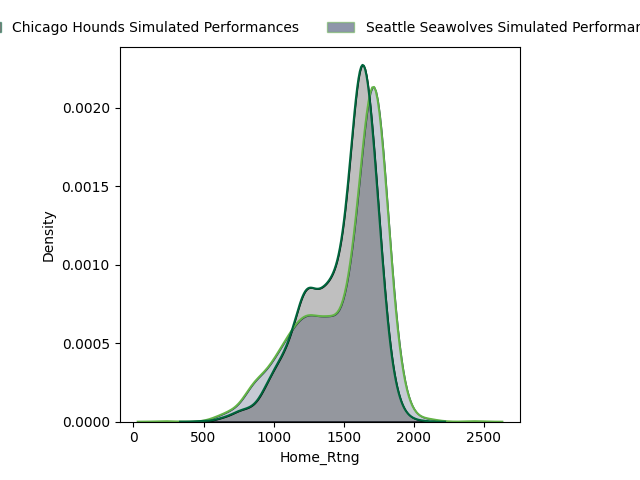 Chicago Hounds Simulated Performances
Seattle Seawolves Simulated
0.0020
0.0015
0.0010
0.0005
0.0000
Density
0 500 1000 1500 2000 2500
Home_Rtng